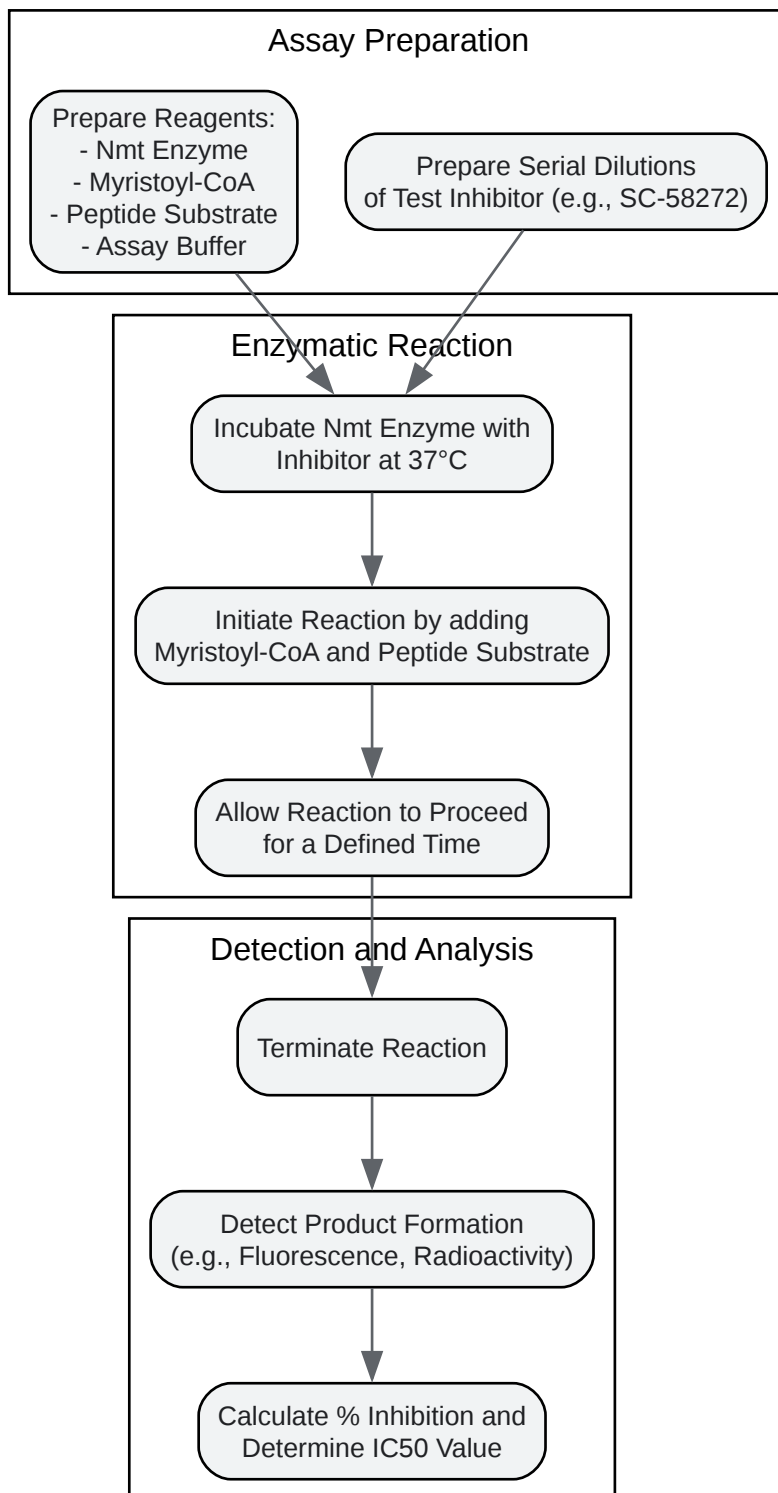 Assay Preparation
Prepare Reagents:
- Nmt Enzyme
- Myristoyl-CoA
- Peptide Substrate
- Assay Buffer
Prepare Serial Dilutions
of Test Inhibitor (e.g., SC-58272)
Enzymatic Reaction
Incubate Nmt Enzyme with
Inhibitor at 37°C
Initiate Reaction by adding
Myristoyl-CoA and Peptide Substrate
Allow Reaction to Proceed
for a Defined Time
Detection and Analysis
Terminate Reaction
Detect Product Formation
(e.g., Fluorescence, Radioactivity)
Calculate % Inhibition and
Determine IC50 Value